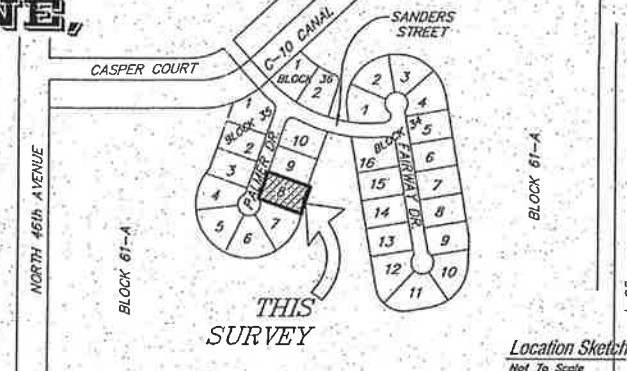 NE,
SANDERS
STREET
C-10 CANAL
CASPER COURT
1
BLOCK 36
2
2
3
1
4
1
BLOCK 35
BLOCK 34
5
2
10
16
6
3
9
15
7
PALMER DR.
FAIRWAY DR.
4
8
14
8
5
7
13
9
6
12
10
11
NORTH 46th AVENUE
BLOCK 61-A
BLOCK 61-A
THIS
SURVEY
Location Sketch
Not To Scale